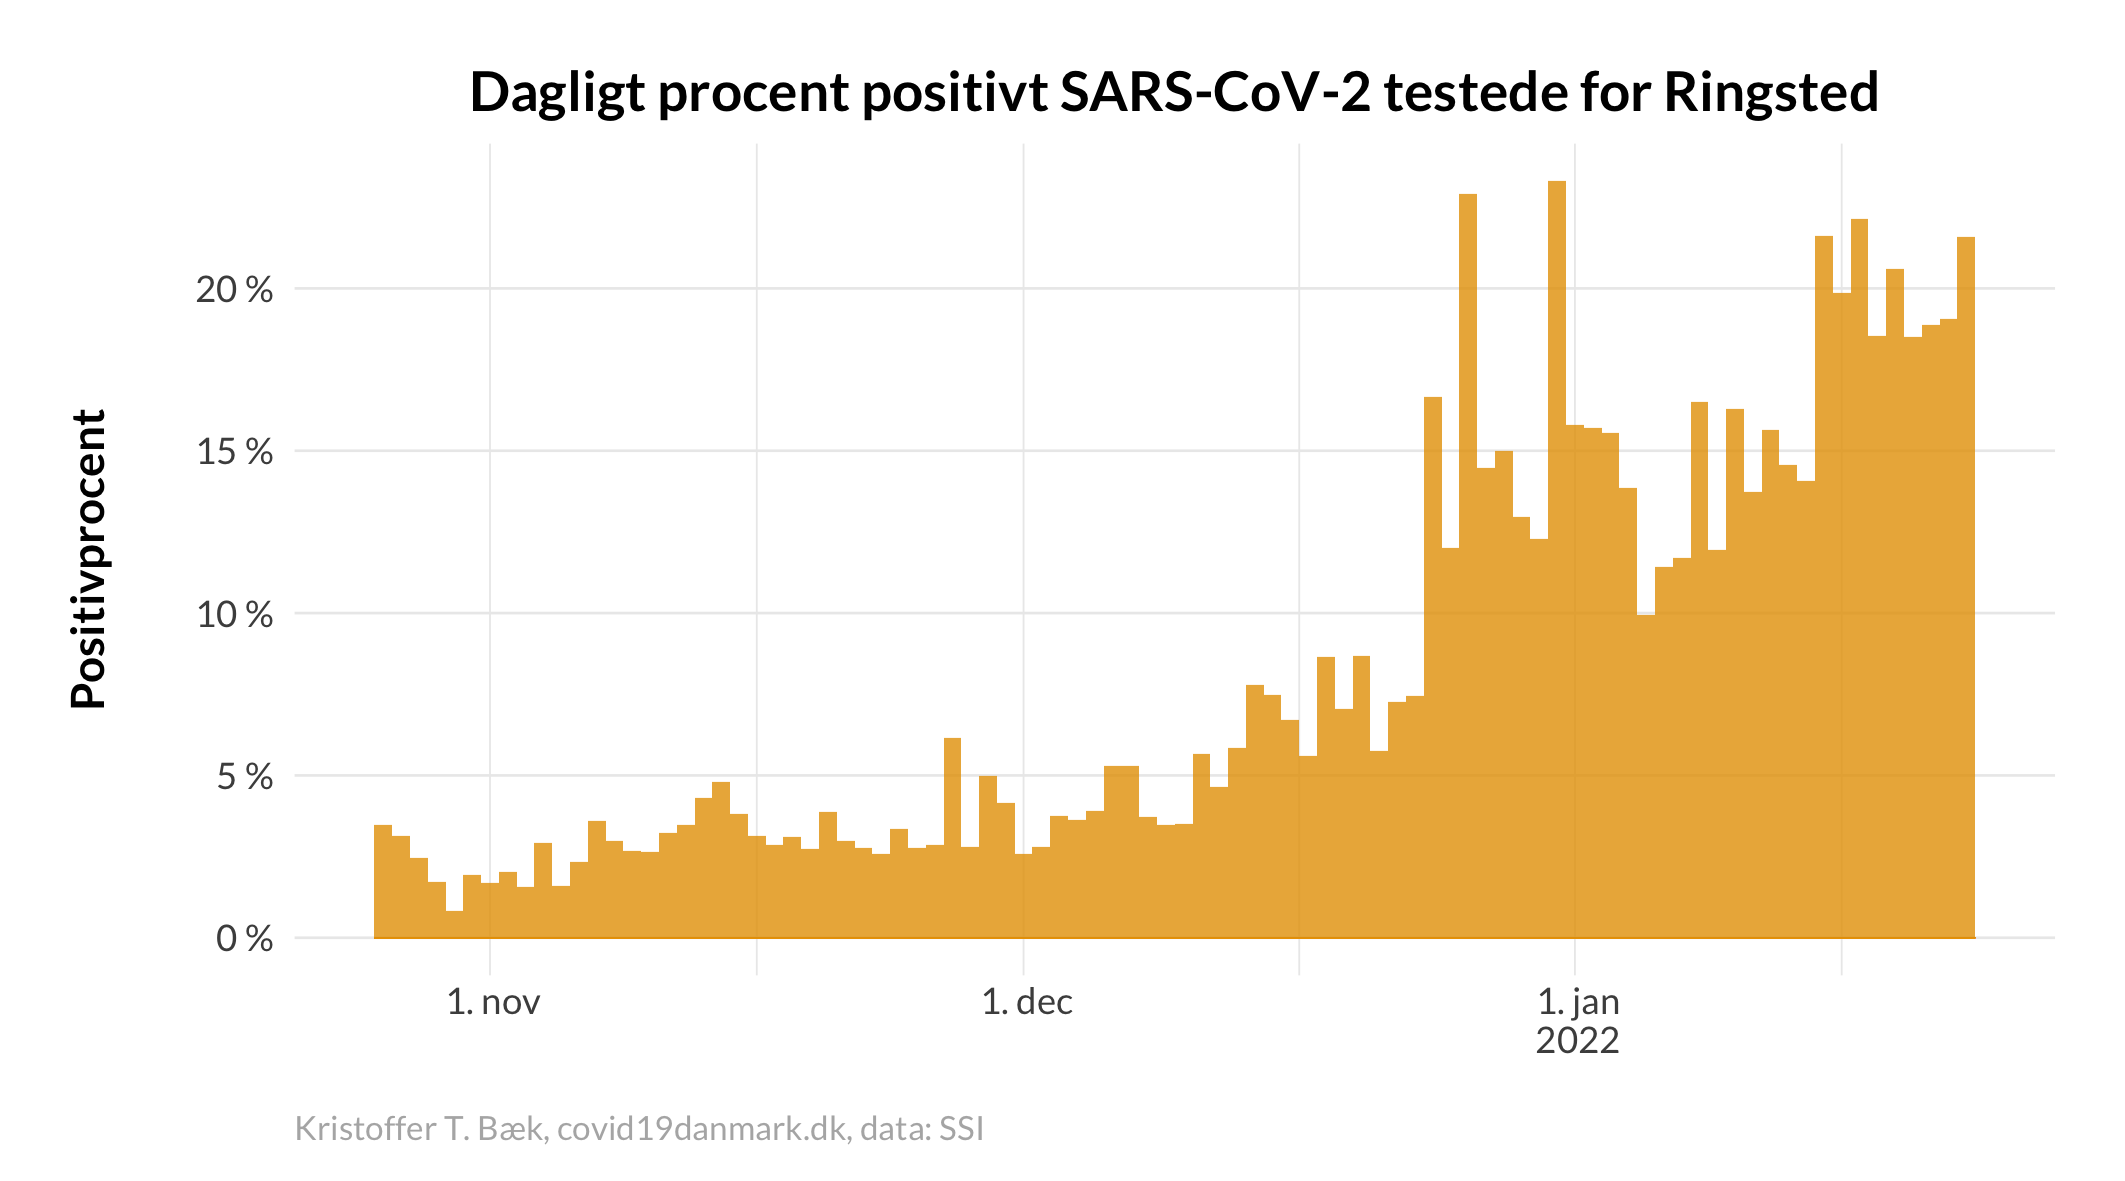 Dagligt procent positivt SARS-CoV-2 testede for Ringsted
Positivprocent
20 %
15 %
10 %
5 %
0 %
1. nov
1. dec
1. jan
2022
Kristoffer T. Bæk, covid19danmark.dk, data: SSI